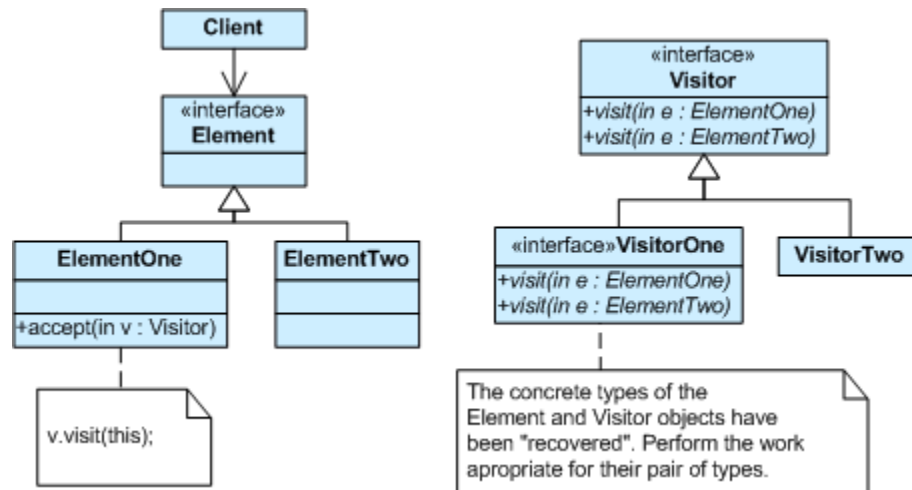 Client
«interface»
Element
ElementOne
+accept(in v : Visitor)
ElementTwo
v.visit(this);
«interface»
Visitor
+visit(in e : ElementOne)
+visit(in e : ElementTwo)
«interface»VisitorOne
+visit(in e : ElementOne)
+visit(in e : ElementTwo)
VisitorTwo
The concrete types of the
Element and Visitor objects have
been "recovered". Perform the work
apropriate for their pair of types.